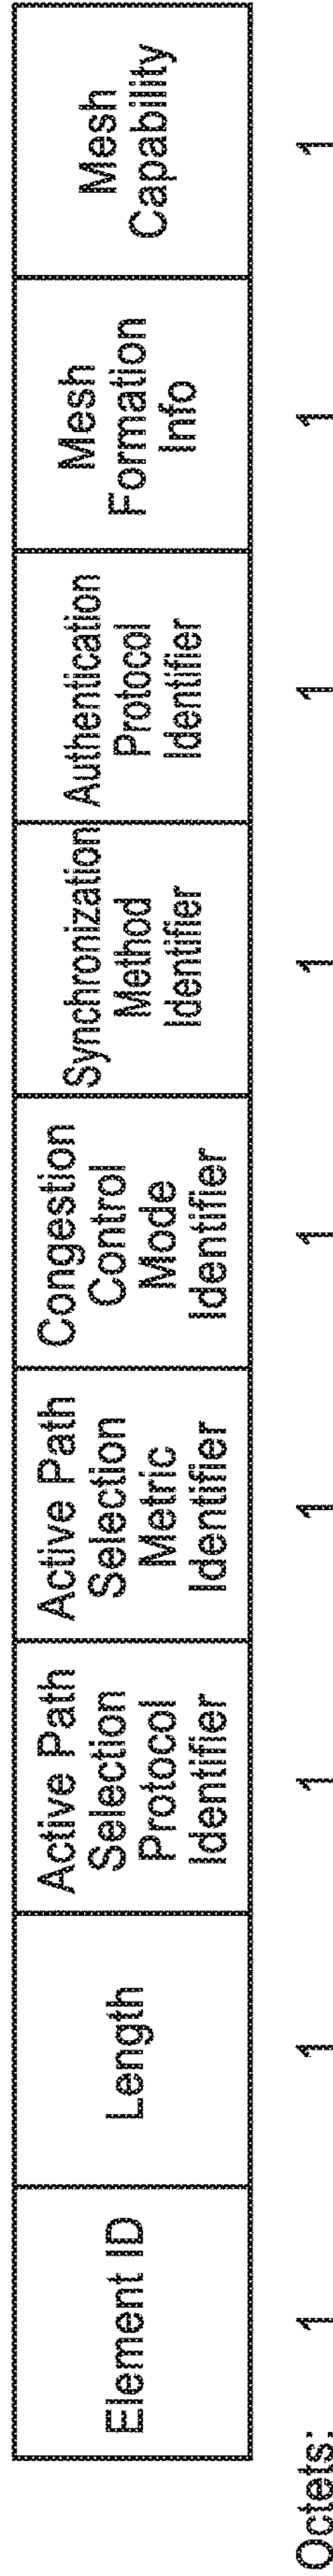 Element ID
Length
Active Path
Selection
Protocol
Identifier
Active Path
Selection
Metric
Identifier
Congestion
Control
Mode
Identifier
Synchronization
Method
Identifier
Authentication
Protocol
Identifier
Mesh
Formation
Info
Mesh
Capability
Octets: 1 1 1 1 1 1 1 1 1